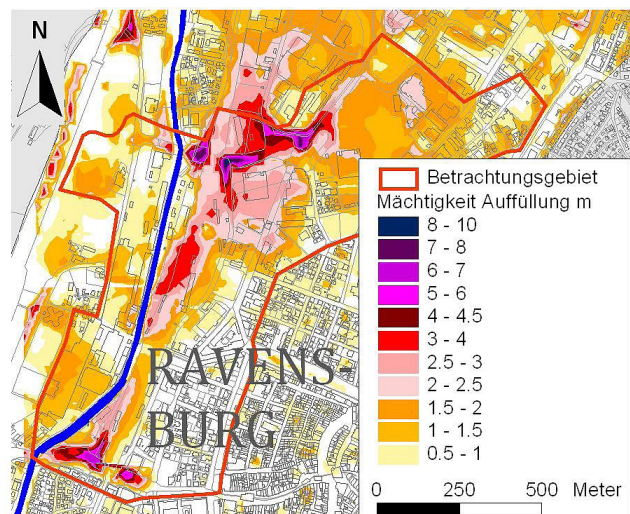 N
RAVENS-
BURG
Betrachtungsgebiet
Mächtigkeit Auffüllung m
8 - 10
7 - 8
6 - 7
5 - 6
4 - 4.5
3 - 4
2.5 - 3
2 - 2.5
1.5 - 2
1 - 1.5
0.5 - 1
0 250 500 Meter